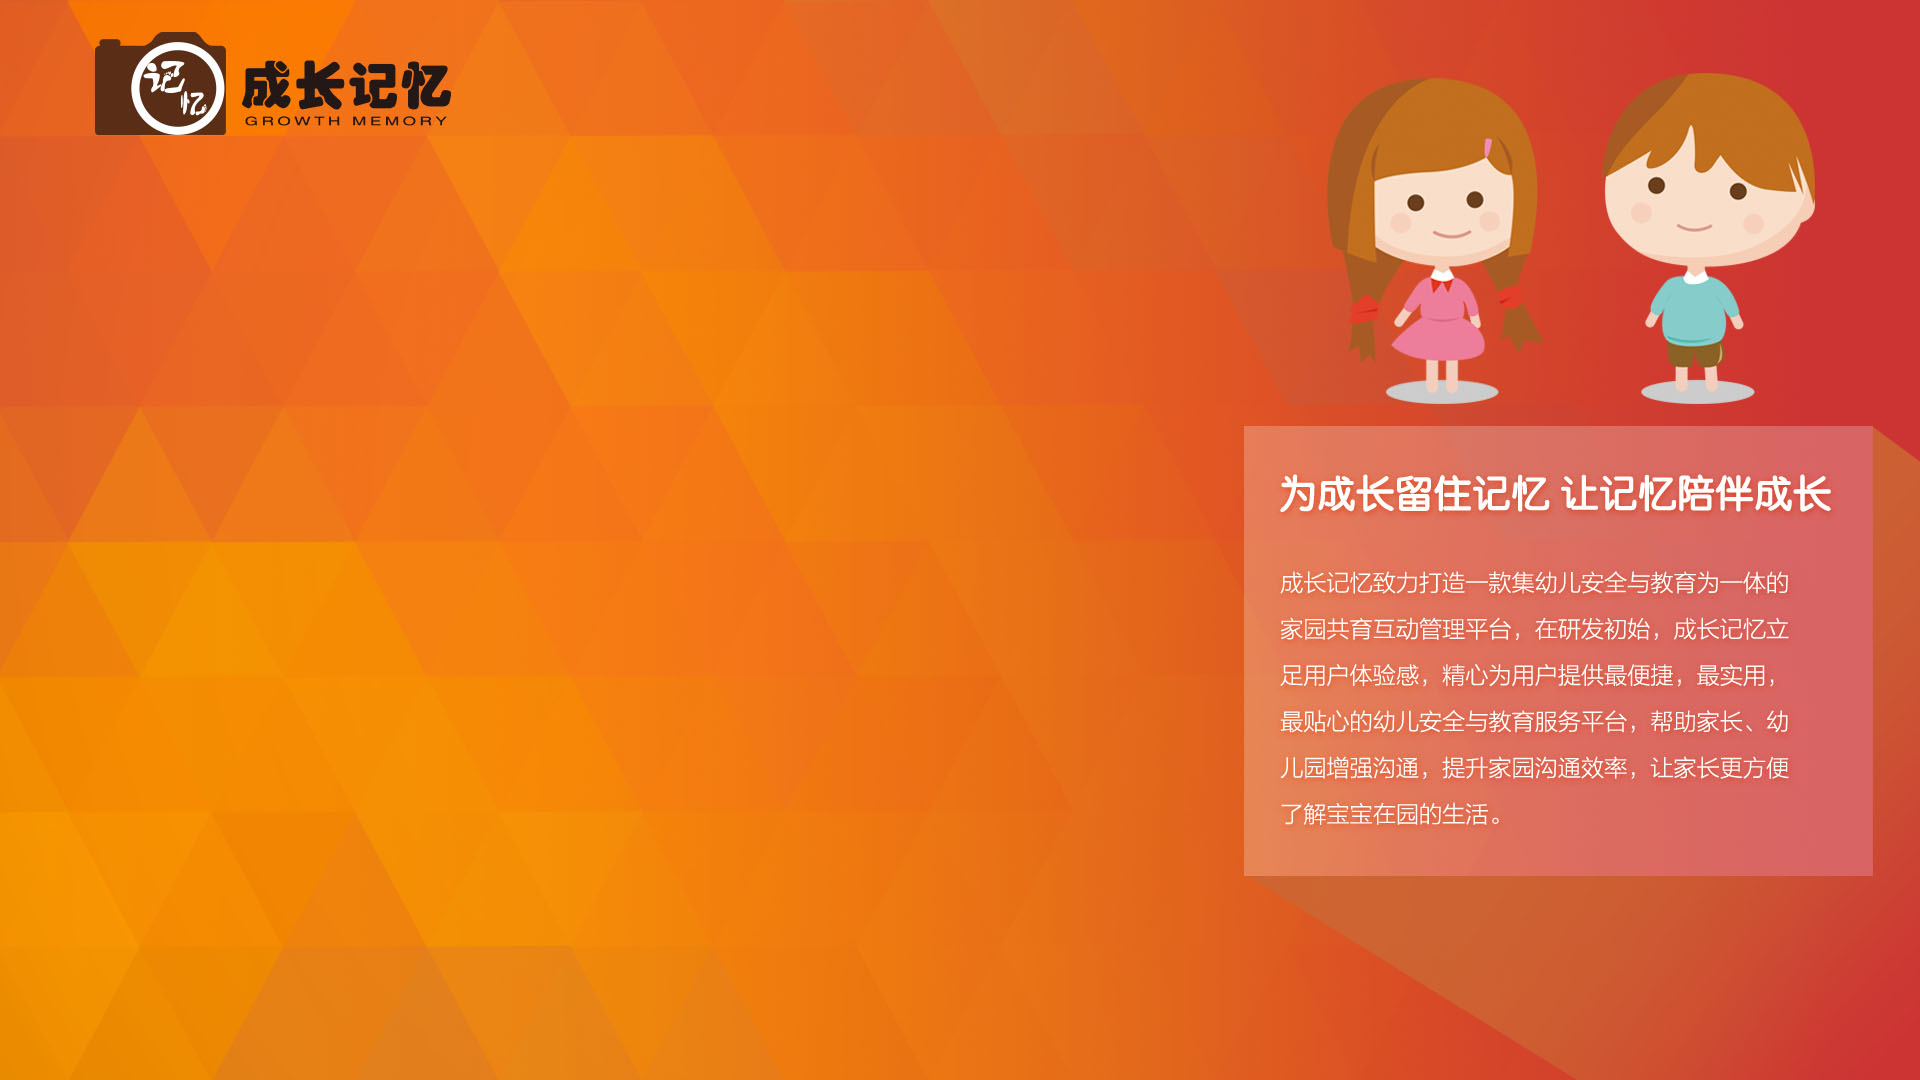 记忆
成长记忆
GROWTH MEMORY
为成长留住记忆 让记忆陪伴成长
成长记忆致力打造一款集幼儿安全与教育为一体的
家园共育互动管理平台，在研发初始，成长记忆立
足用户体验感，精心为用户提供最便捷，最实用，
最贴心的幼儿安全与教育服务平台，帮助家长、幼
儿园增强沟通，提升家园沟通效率，让家长更方便
了解宝宝在园的生活。